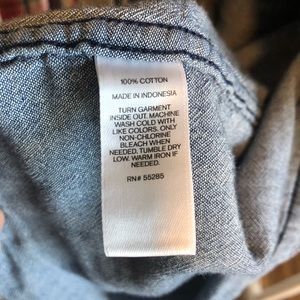 100% COTTON
MADE IN INDONESIA
TURN GARMENT
INSIDE OUT. MACHINE
WASH COLD WITH
LIKE COLORS. ONLY
NON-CHLORINE
BLEACH WHEN
NEEDED. TUMBLE DRY
LOW. WARM IRON IF
NEEDED.
RN# 55285